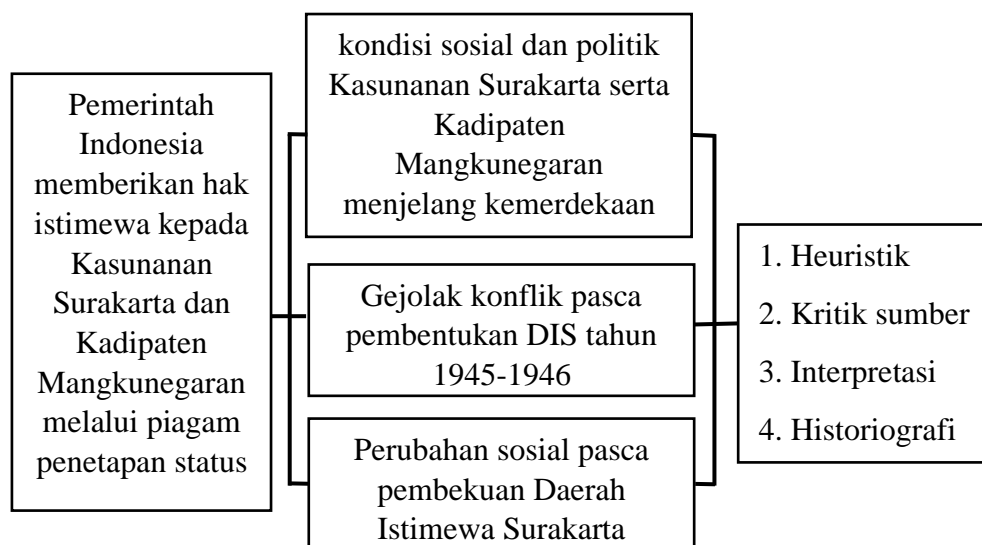 Pemerintah
Indonesia
memberikan hak
istimewa kepada
Kasunanan
Surakarta dan
Kadipaten
Mangkunegaran
melalui piagam
penetapan status
kondisi sosial dan politik
Kasunanan Surakarta serta
Kadipaten
Mangkunegaran
menjelang kemerdekaan
Gejolak konflik pasca
pembentukan DIS tahun
1945-1946
Perubahan sosial pasca
pembekuan Daerah
Istimewa Surakarta
1. Heuristik
2. Kritik sumber
3. Interpretasi
4. Historiografi